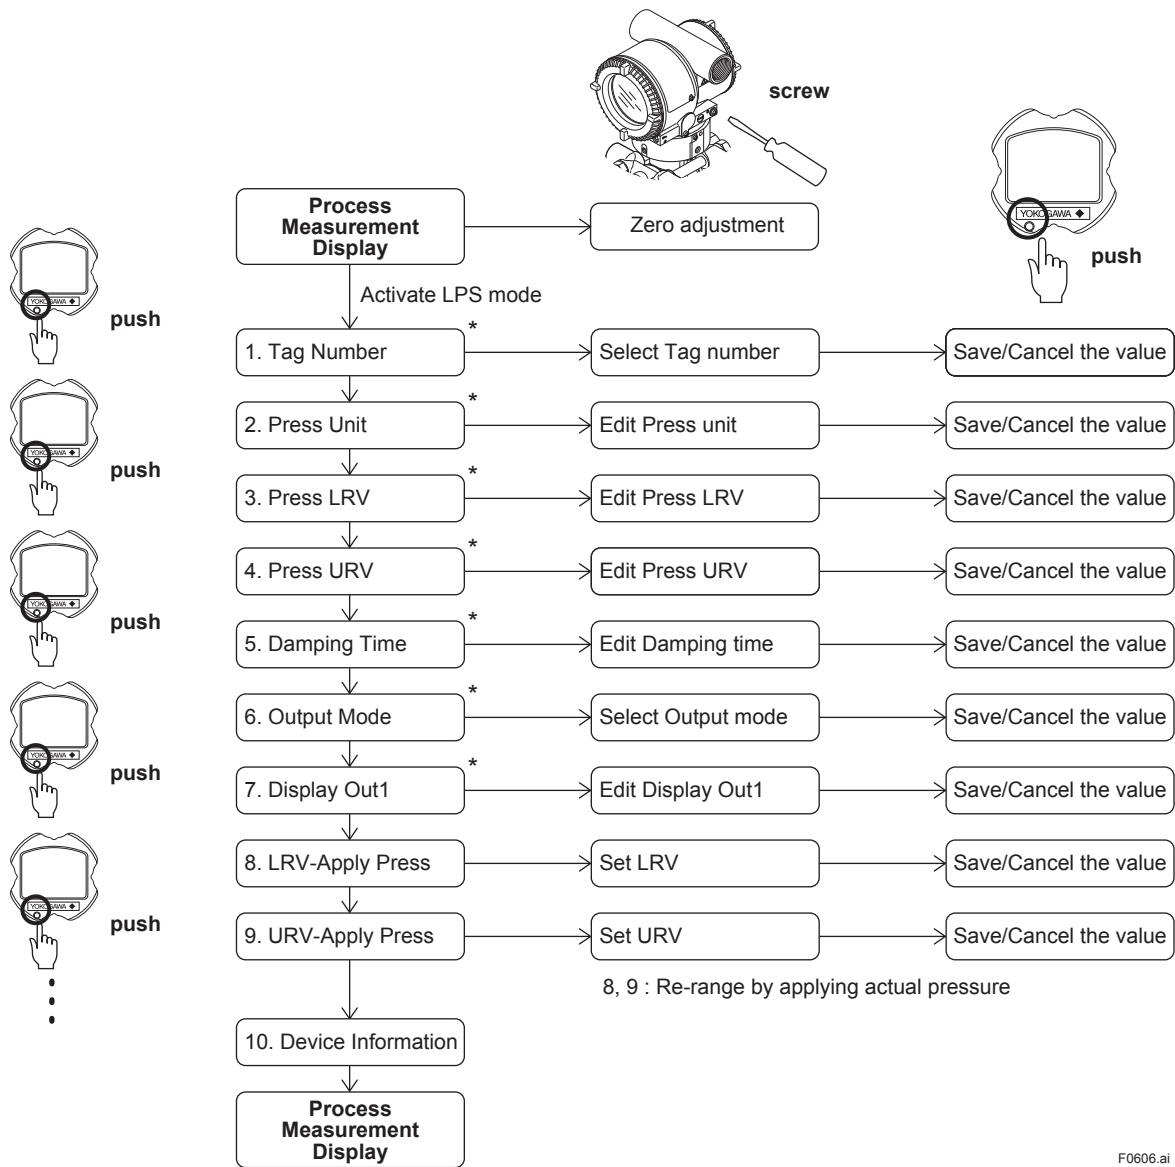 screw
YOKOGAWA ◆
push
Process
Measurement
Display
Zero adjustment
YOKOGAWA ◆
push
Activate LPS mode
1. Tag Number
*
Select Tag number
Save/Cancel the value
YOKOGAWA ◆
push
2. Press Unit
*
Edit Press unit
Save/Cancel the value
3. Press LRV
*
Edit Press LRV
Save/Cancel the value
YOKOGAWA ◆
push
4. Press URV
*
Edit Press URV
Save/Cancel the value
5. Damping Time
*
Edit Damping time
Save/Cancel the value
YOKOGAWA ◆
push
6. Output Mode
*
Select Output mode
Save/Cancel the value
7. Display Out1
*
Edit Display Out1
Save/Cancel the value
YOKOGAWA ◆
push
8. LRV-Apply Press
Set LRV
Save/Cancel the value
9. URV-Apply Press
Set URV
Save/Cancel the value
8, 9 : Re-range by applying actual pressure
10. Device Information
Process
Measurement
Display
F0606.ai